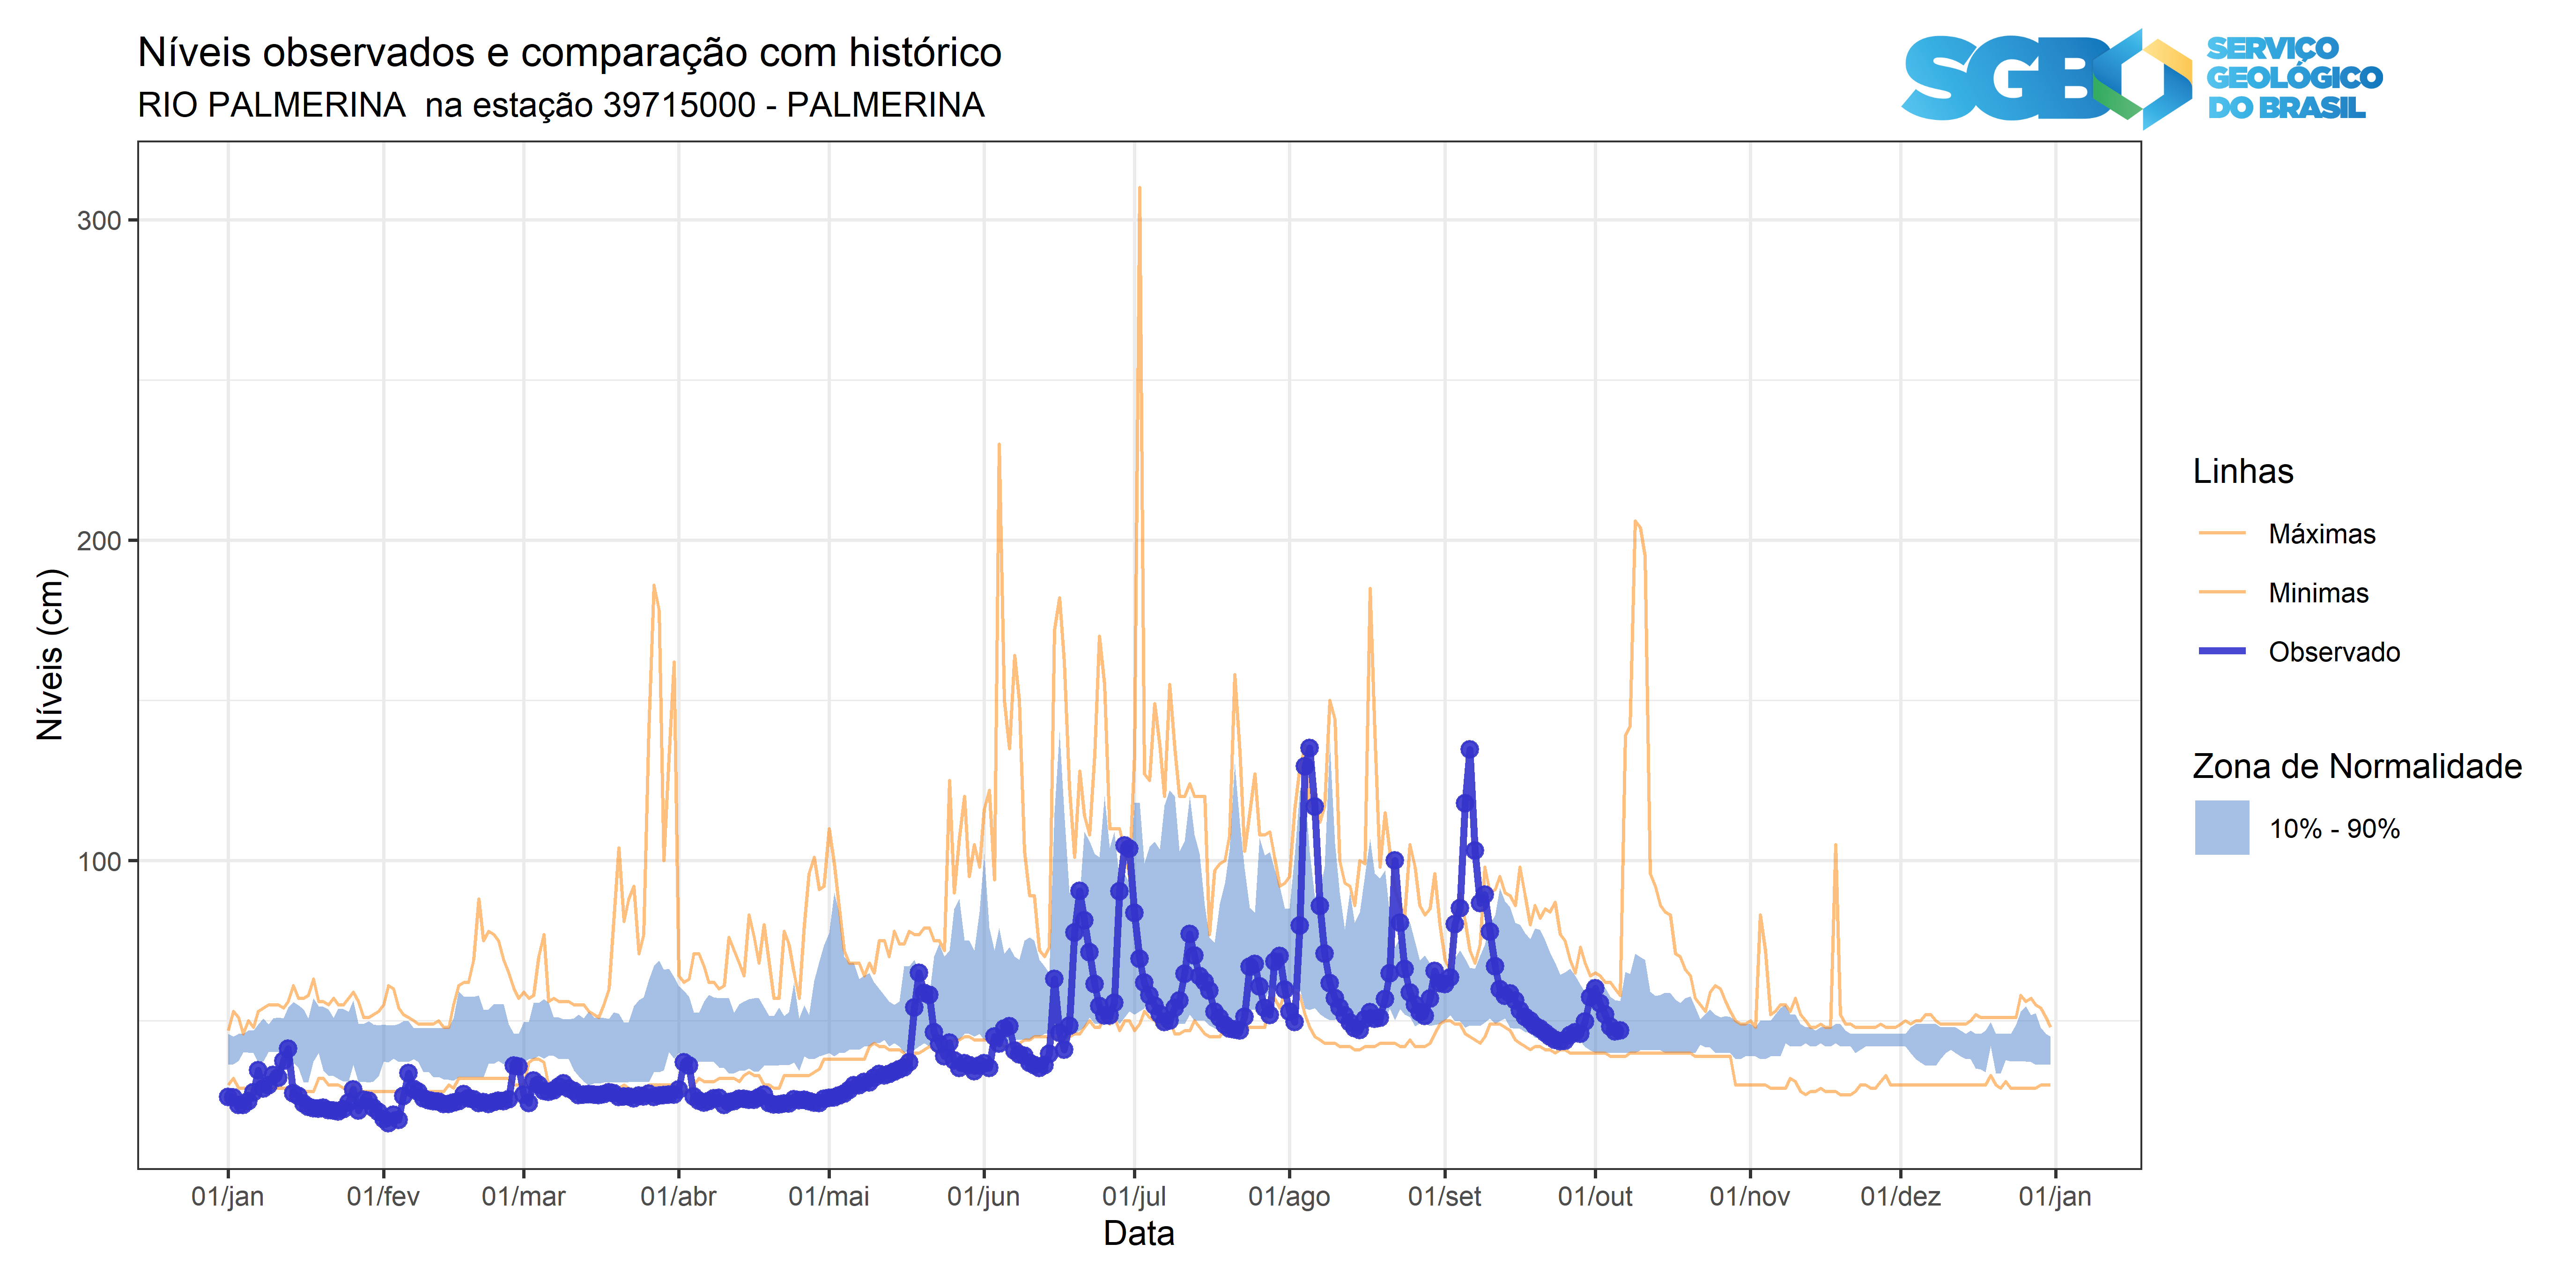 Níveis observados e comparação com histórico
RIO PALMERINA  na estação 39715000 - PALMERINA
SGB
SERVIÇO
GEOLÓGICO
DO BRASIL
300
200
100
Níveis (cm)
01/jan
01/fev
01/mar
01/abr
01/mai
01/jun
01/jul
01/ago
01/set
01/out
01/nov
01/dez
01/jan
Data
Linhas
Máximas
Minimas
Observado
Zona de Normalidade
10% - 90%